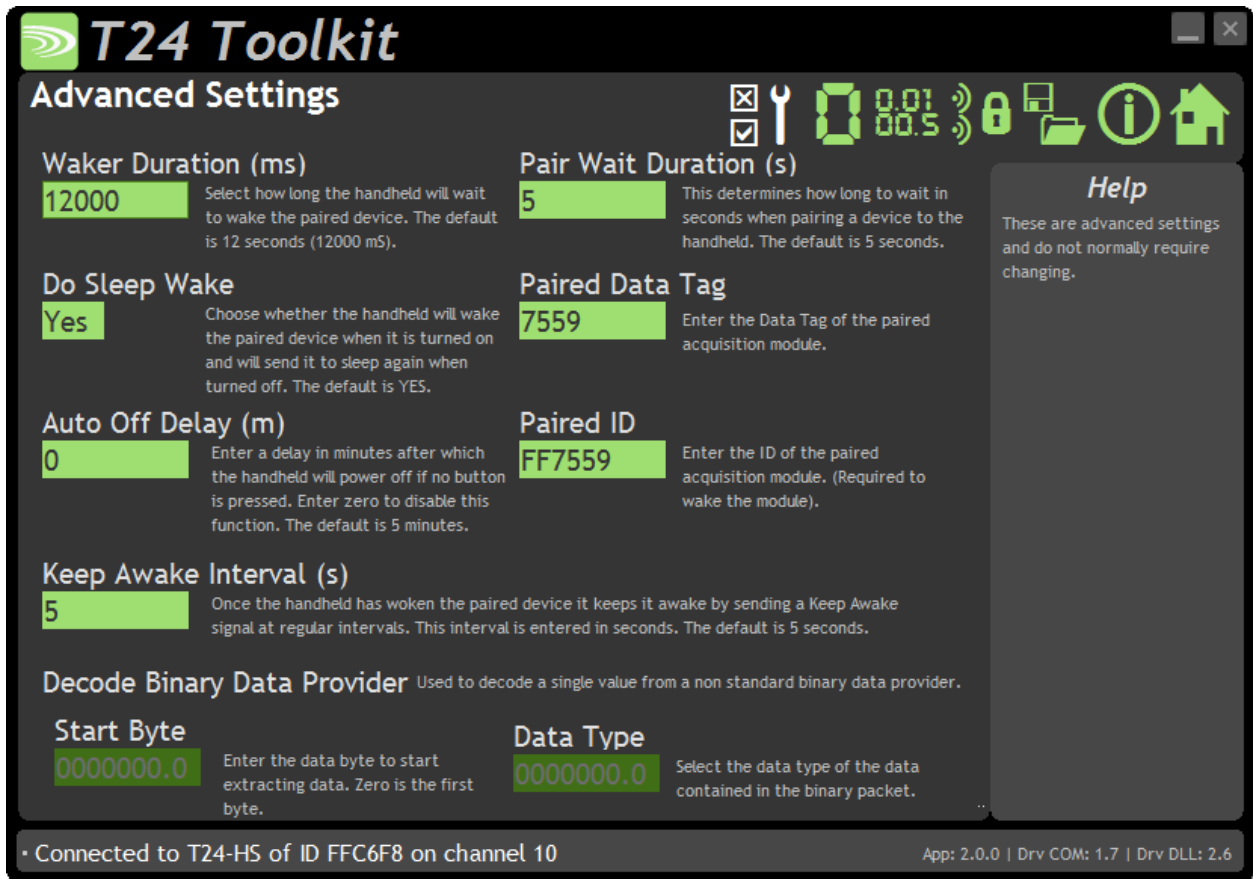 T24 Toolkit
Advanced Settings
0.01
00.5
Waker Duration (ms)
12000
Select how long the handheld will wait
to wake the paired device. The default
is 12 seconds (12000 mS).
Pair Wait Duration (s)
5
This determines how long to wait in
seconds when pairing a device to the
handheld. The default is 5 seconds.
Do Sleep Wake
Yes
Choose whether the handheld will wake
the paired device when it is turned on
and will send it to sleep again when
turned off. The default is YES.
Paired Data Tag
7559
Enter the Data Tag of the paired
acquisition module.
Auto Off Delay (m)
0
Enter a delay in minutes after which
the handheld will power off if no button
is pressed. Enter zero to disable this
function. The default is 5 minutes.
Paired ID
FF7559
Enter the ID of the paired
acquisition module. (Required to
wake the module).
Keep Awake Interval (s)
5
Once the handheld has woken the paired device it keeps it awake by sending a Keep Awake
signal at regular intervals. This interval is entered in seconds. The default is 5 seconds.
Decode Binary Data Provider Used to decode a single value from a non standard binary data provider.
Start Byte
0000000.0
Enter the data byte to start
extracting data. Zero is the first
byte.
Data Type
0000000.0
Select the data type of the data
contained in the binary packet.
Help
These are advanced settings
and do not normally require
changing.
Connected to T24-HS of ID FFC6F8 on channel 10
App: 2.0.0 | Drv COM: 1.7 | Drv DLL: 2.6